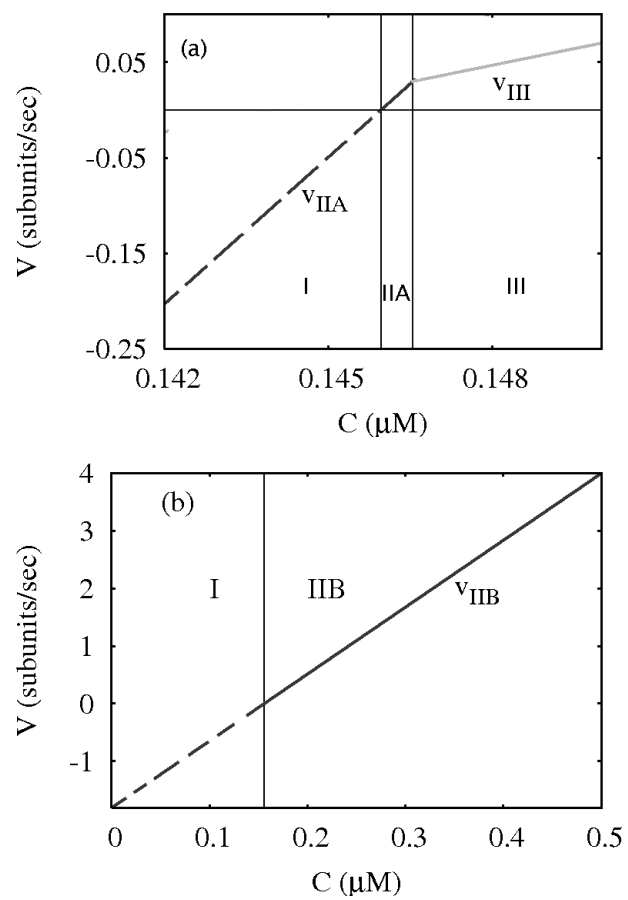 (a)
0.05
-0.05
-0.15
-0.25
V (subunits/sec)
v_III
v_IIA
I
IIA
III
0.142
0.145
0.148
C (μM)
(b)
4
3
2
1
0
-1
V (subunits/sec)
I
IIB
v_IIB
0
0.1
0.2
0.3
0.4
0.5
C (μM)